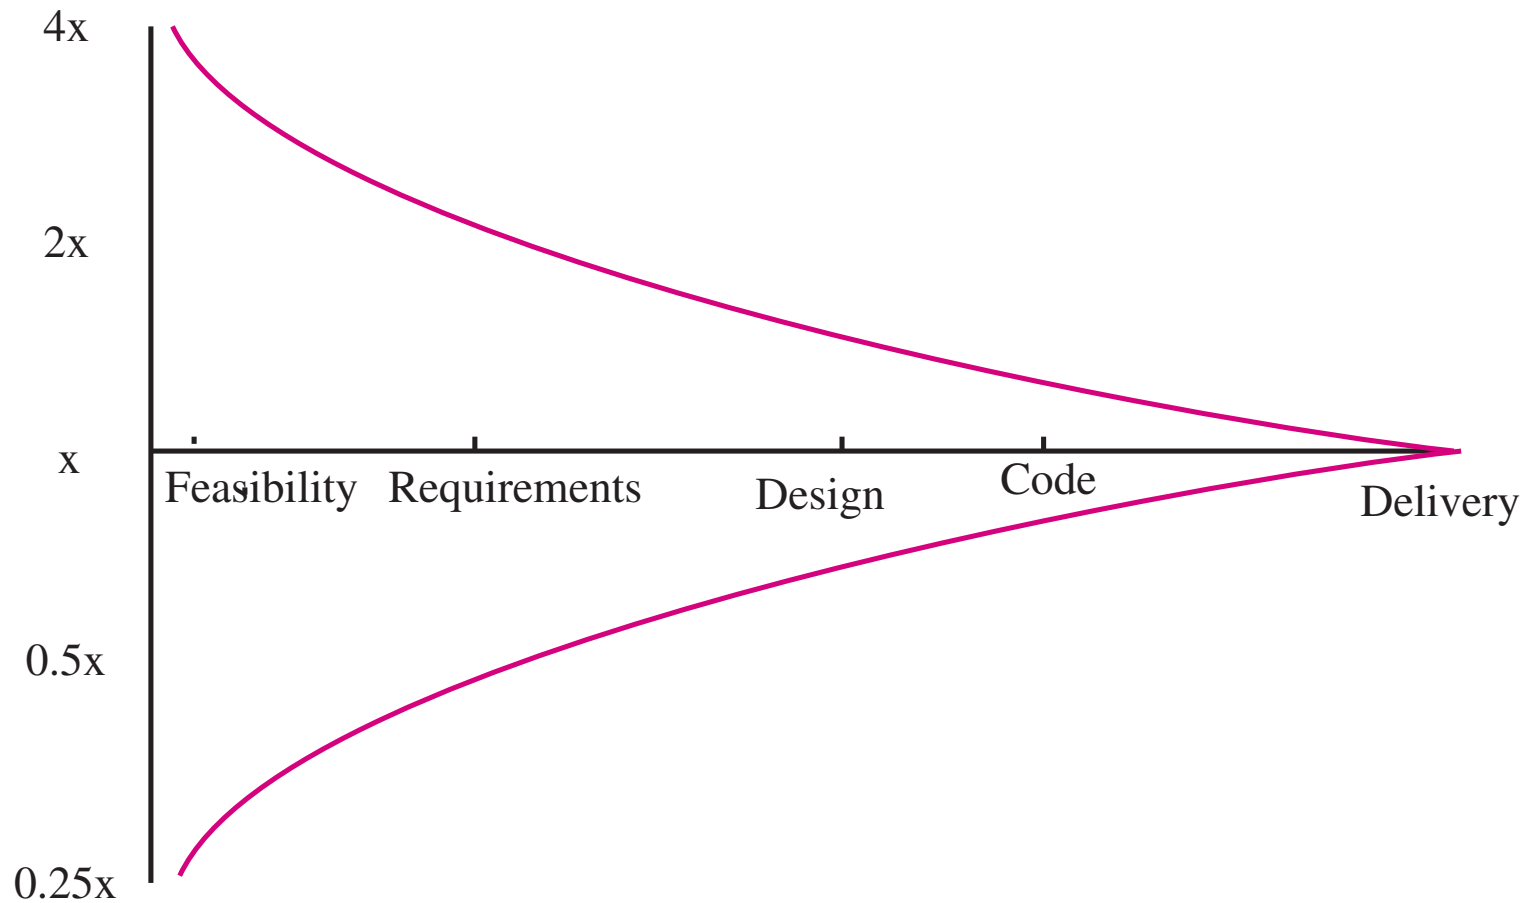 4x
2x
x
Feasibility Requirements Design Code Delivery
0.5x
0.25x